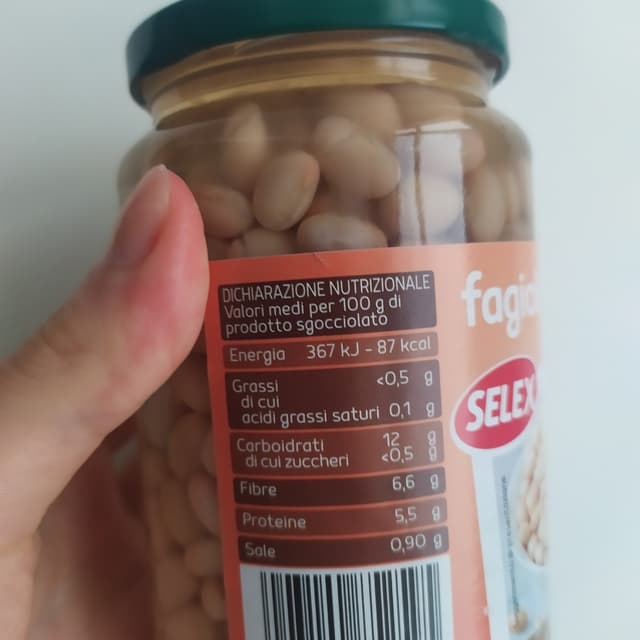 DICHIARAZIONE NUTRIZIONALE
Valori medi per 100 g di
prodotto sgocciolato
Energia 367 kJ - 87 kcal
Grassi <0,5 g
di cui
acidi grassi saturi 0,1 g
Carboidrati 12 g
di cui zuccheri <0,5 g
Fibre 6,6 g
Proteine 5,5 g
Sale 0,90 g
SELEX